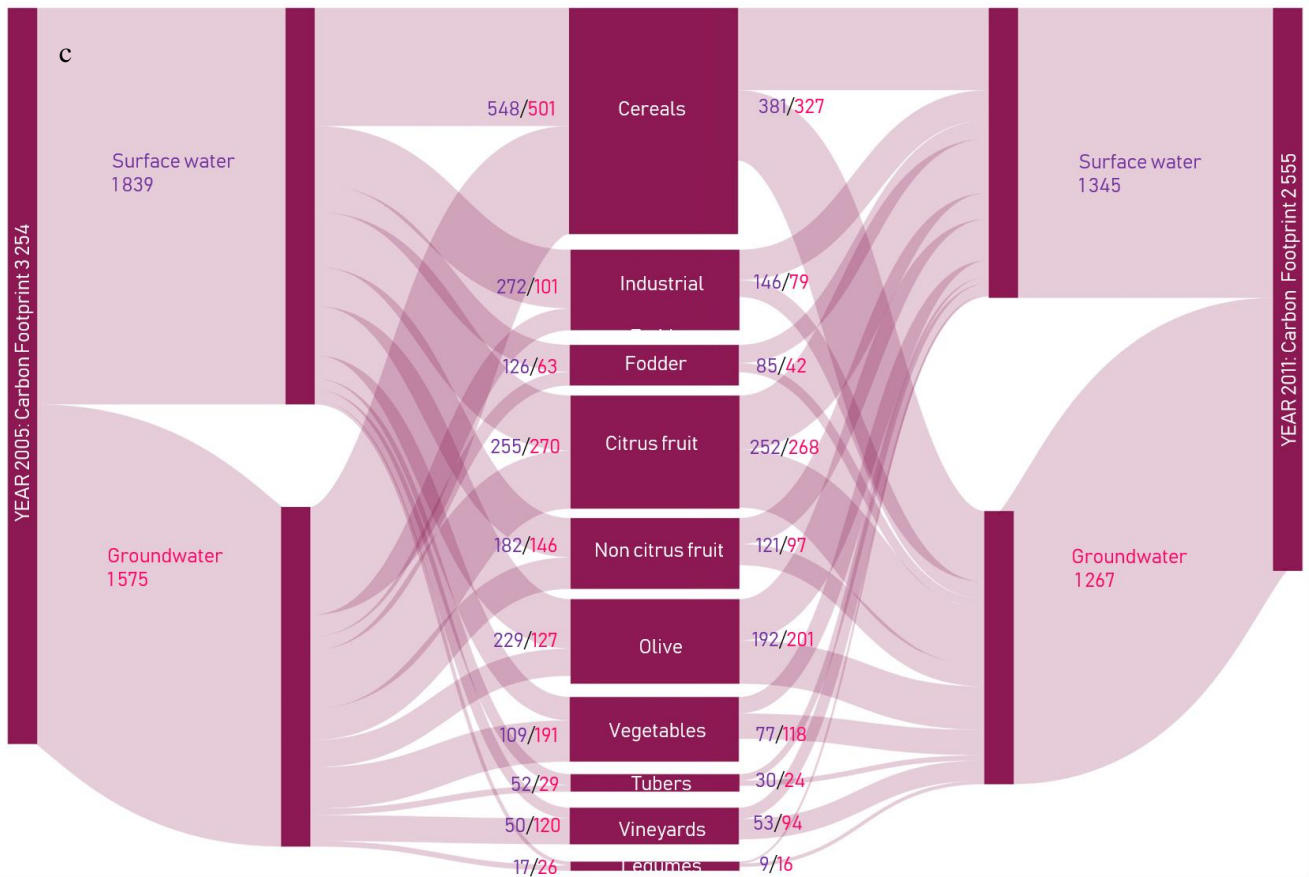 c
YEAR 2005: Carbon Footprint 3 254
Surface water
1839
Groundwater
1575
548/501
Cereals
381/327
272/101
Industrial
146/79
126/63
Fodder
85/42
255/270
Citrus fruit
252/268
182/146
Non citrus fruit
121/97
229/127
Olive
192/201
109/191
Vegetables
77/118
52/29
Tubers
30/24
50/120
Vineyards
53/94
17/26
Legumes
9/16
Surface water
1345
Groundwater
1267
YEAR 2011: Carbon Footprint 2 555